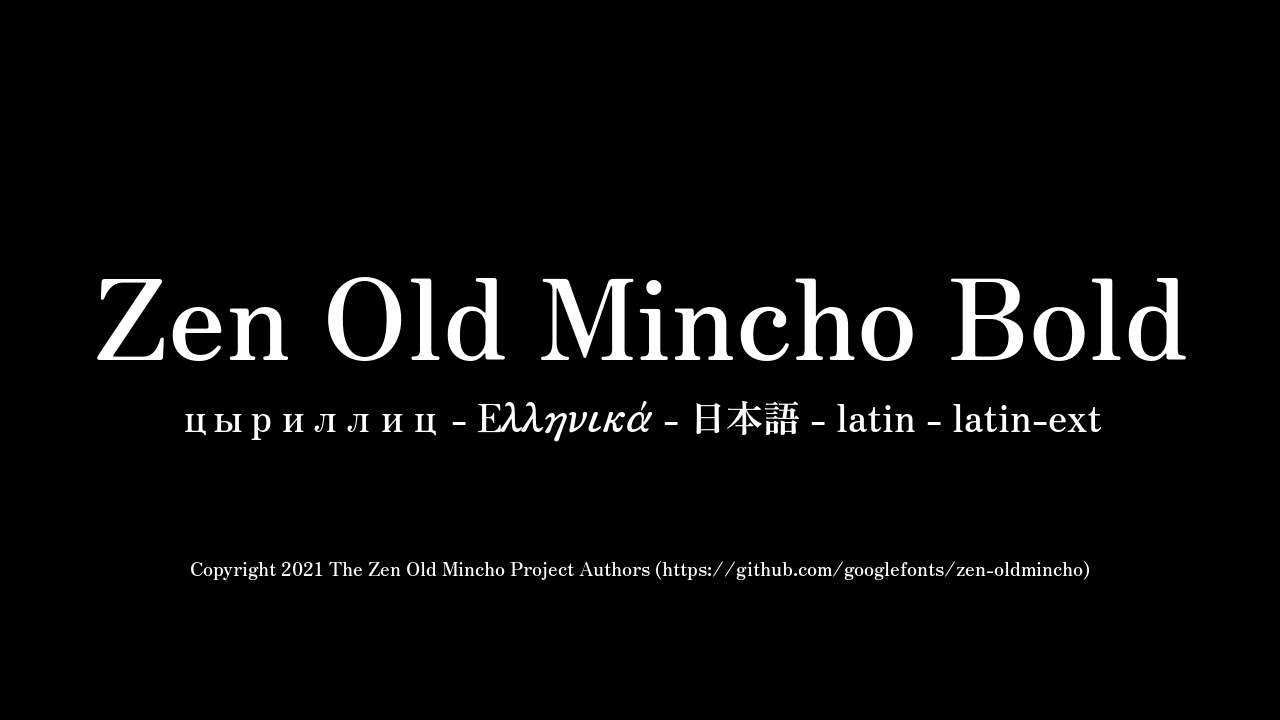 Zen Old Mincho Bold
цыриллиц - Ελληνικά - 日本語 - latin - latin-ext
Copyright 2021 The Zen Old Mincho Project Authors (https://github.com/googlefonts/zen-oldmincho)